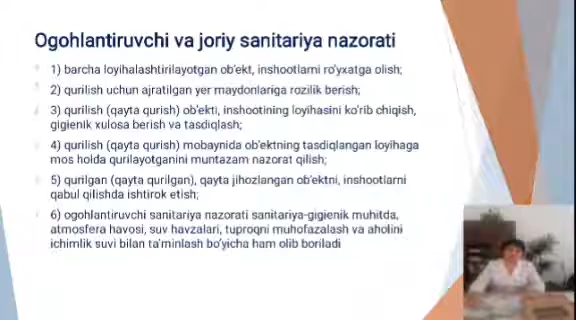 Ogohlantiruvchi va joriy sanitariya nazorati
1) barcha loyihalashtirilayotgan ob'ekt, inshootlarni ro'yxatga olish;
2) qurilish uchun ajratilgan yer maydonlariga rozilik berish;
3) qurilish (qayta qurish) ob'ekti, inshootining loyihasini ko'rib chiqish,
gigienik xulosa berish va tasdiqlash;
4) qurilish (qayta qurish) mobaynida ob'ektning tasdiqlangan loyihaga
mos holda qurilayotganini muntazam nazorat qilish;
5) qurilgan (qayta qurilgan), qayta jihozlangan ob'ektni, inshootlarni
qabul qilishda ishtirok etish;
6) ogohlantiruvchi sanitariya nazorati sanitariya-gigienik muhitda,
atmosfera havosi, suv havzalari, tuproqni muhofazalash va aholini
ichimlik suvi bilan ta'minlash bo'yicha ham olib boriladi